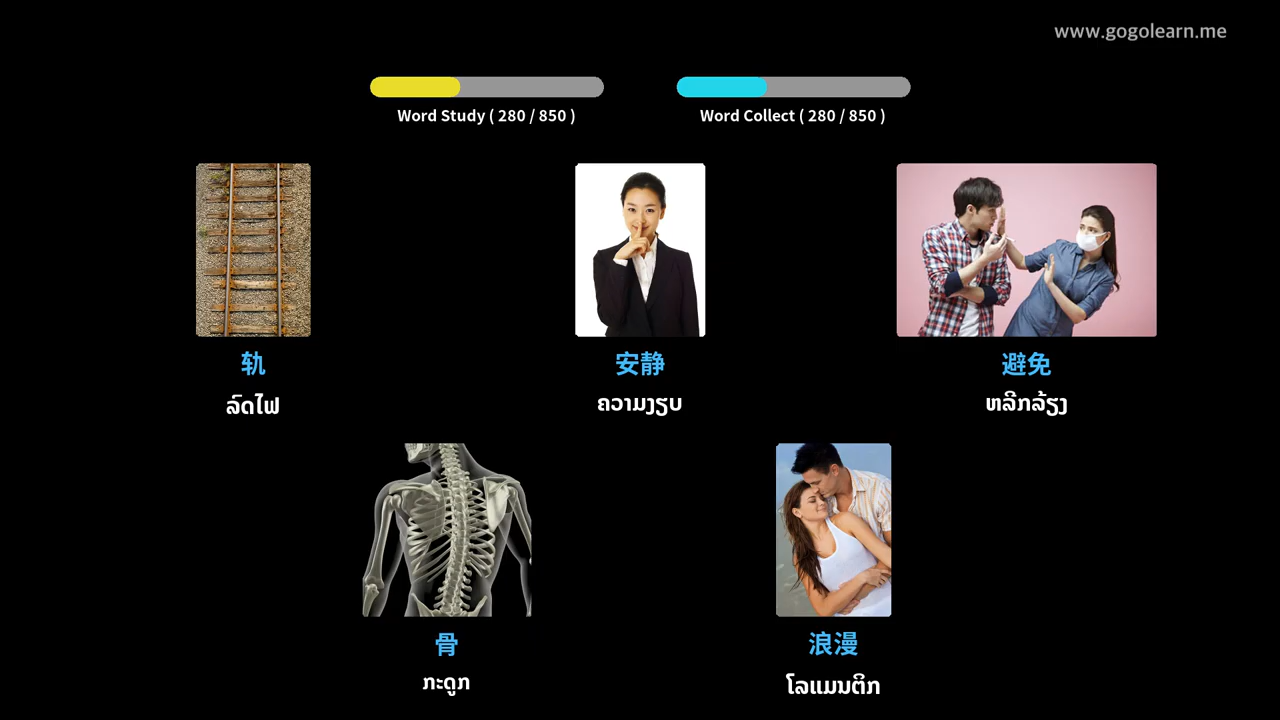 www.gogolearn.me
Word Study ( 280 / 850 )
Word Collect ( 280 / 850 )
轨
ລົດໄຟ
安静
ຄວາມງຽບ
避免
ຫລີກລ້ຽງ
骨
ກະດູກ
浪漫
ໂລແມນຕິກ